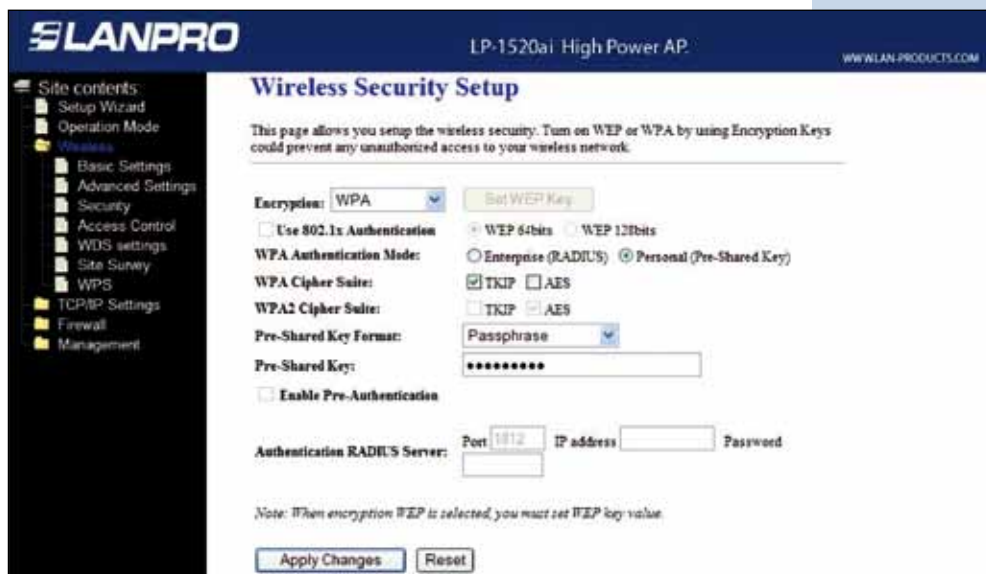 LANPRO
LP-1520ai High Power AP.
WWW.LAN-PRODUCTS.COM
Site contents:
Setup Wizard
Operation Mode
Wireless
Basic Settings
Advanced Settings
Security
Access Control
WDS settings
Site Survey
WPS
TCP/IP Settings
Firewall
Management
Wireless Security Setup
This page allows you setup the wireless security. Turn on WEP or WPA by using Encryption Keys
could prevent any unauthorized access to your wireless network.
Encryption: WPA Set WEP Key
Use 802.1x Authentication WEP 64bits WEP 128bits
WPA Authentication Mode: Enterprise (RADIUS) Personal (Pre-Shared Key)
WPA Cipher Suite: TKIP AES
WPA2 Cipher Suite: TKIP AES
Pre-Shared Key Format: Passphrase
Pre-Shared Key: •••••••••
Enable Pre-Authentication
Authentication RADIUS Server: Port 1812 IP address Password
Note: When encryption WEP is selected, you must set WEP key value.
Apply Changes Reset